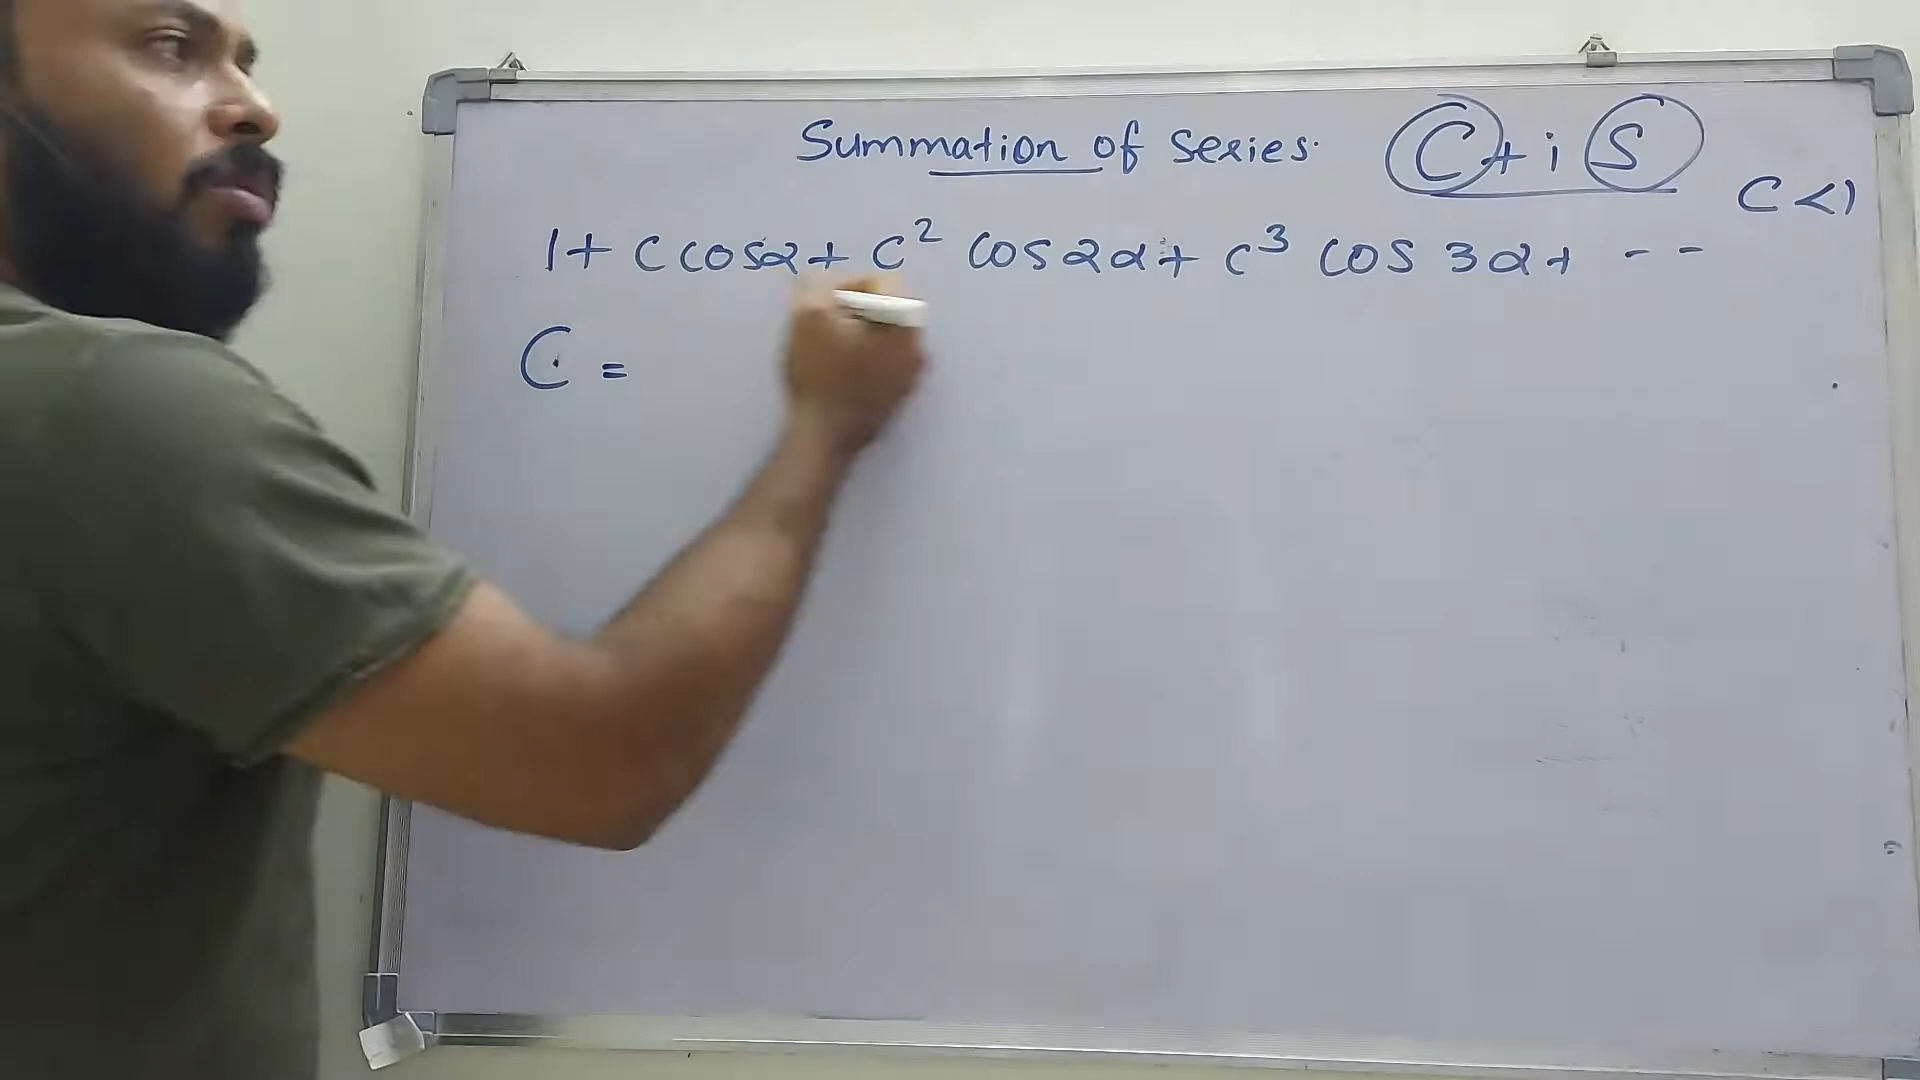 Summation of series. C + i S
C < 1
1 + c cos α + c² cos 2α + c³ cos 3α + - -
C =